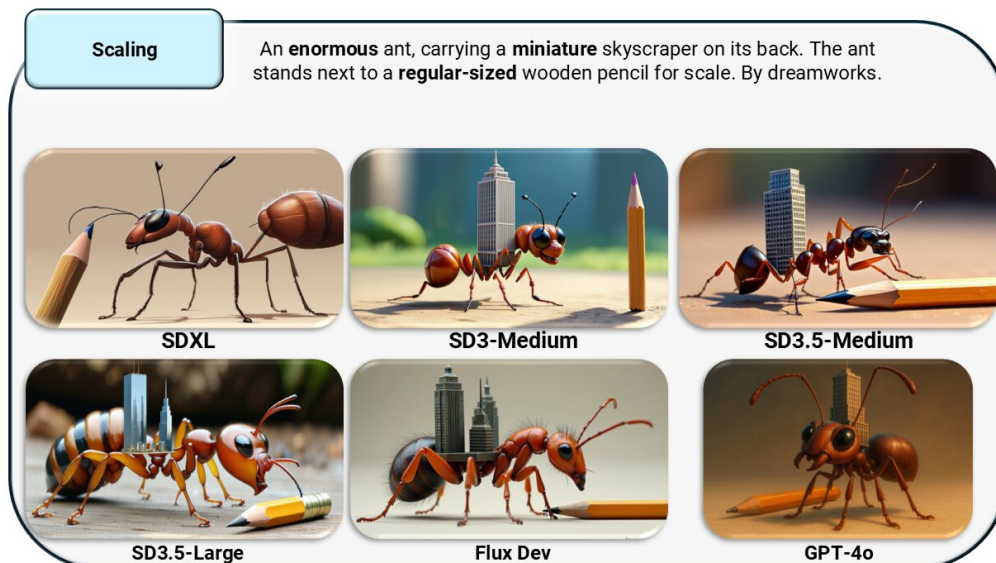 Scaling
An enormous ant, carrying a miniature skyscraper on its back. The ant
stands next to a regular-sized wooden pencil for scale. By dreamworks.
SDXL
SD3-Medium
SD3.5-Medium
SD3.5-Large
Flux Dev
GPT-4o